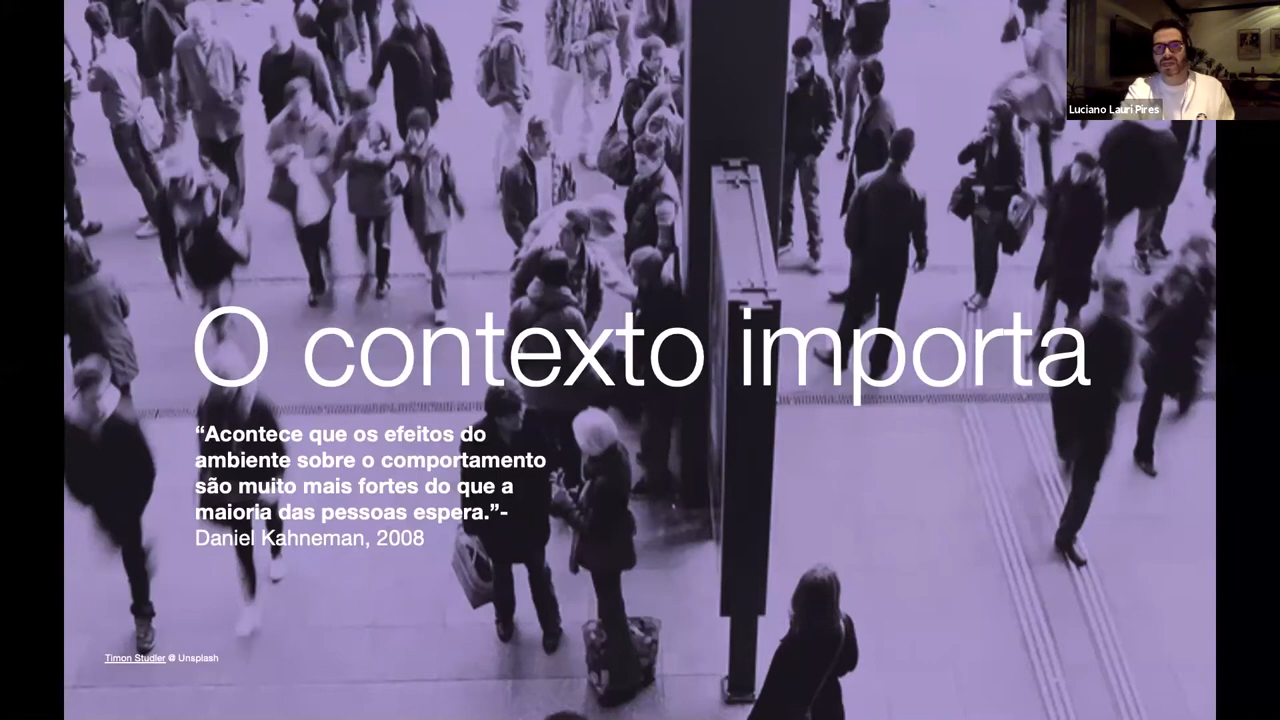 Luciano Lauri Pires
O contexto importa
“Acontece que os efeitos do
ambiente sobre o comportamento
são muito mais fortes do que a
maioria das pessoas espera.”-
Daniel Kahneman, 2008
Timon Studler @ Unsplash